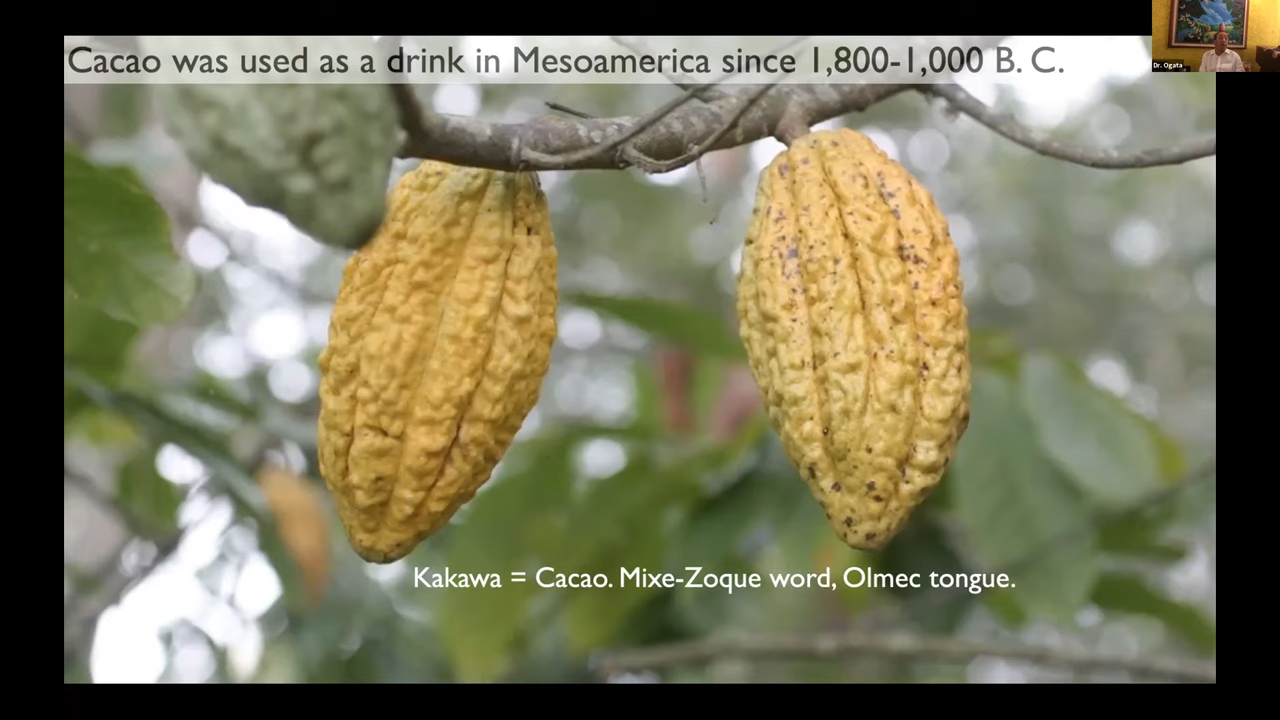 Cacao was used as a drink in Mesoamerica since 1,800-1,000 B. C.
Dr. Ogata
Kakawa = Cacao. Mixe-Zoque word, Olmec tongue.